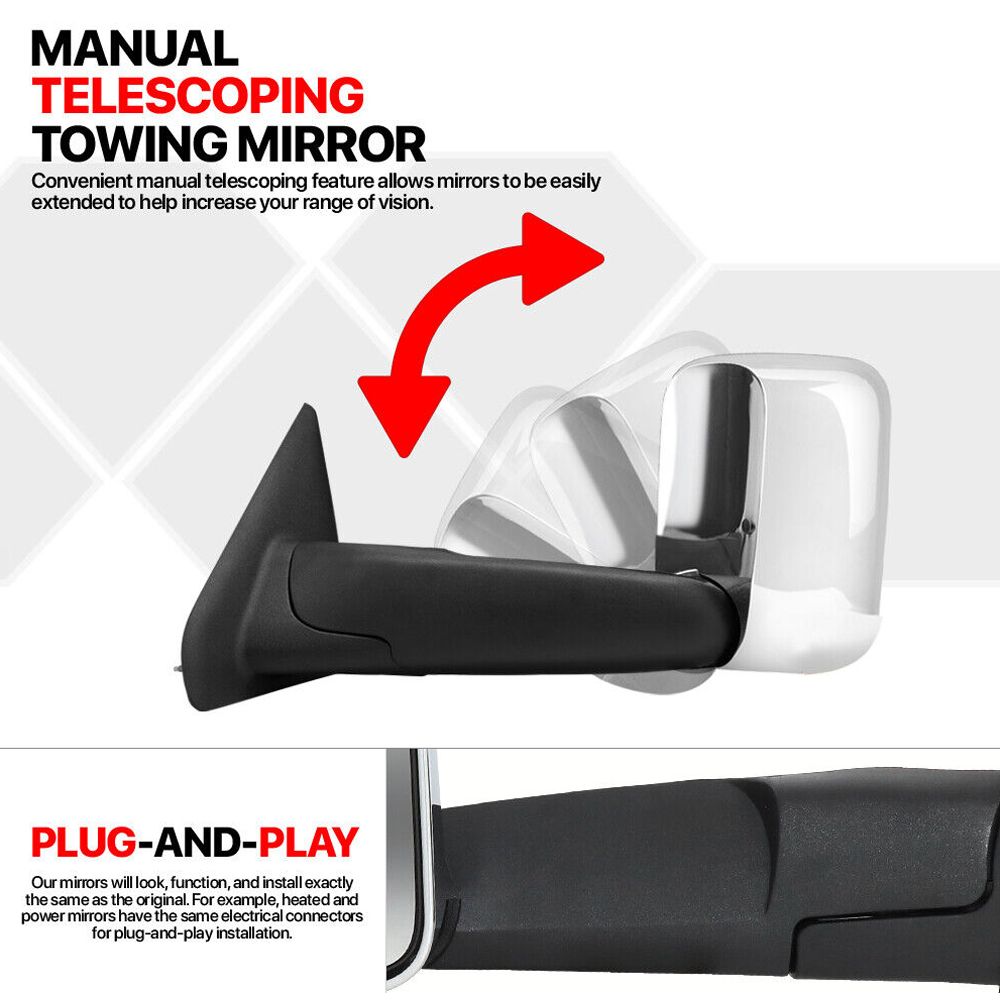 MANUAL
TELESCOPING
TOWING MIRROR
Convenient manual telescoping feature allows mirrors to be easily
extended to help increase your range of vision.
PLUG-AND-PLAY
Our mirrors will look, function, and install exactly
the same as the original. For example, heated and
power mirrors have the same electrical connectors
for plug-and-play installation.